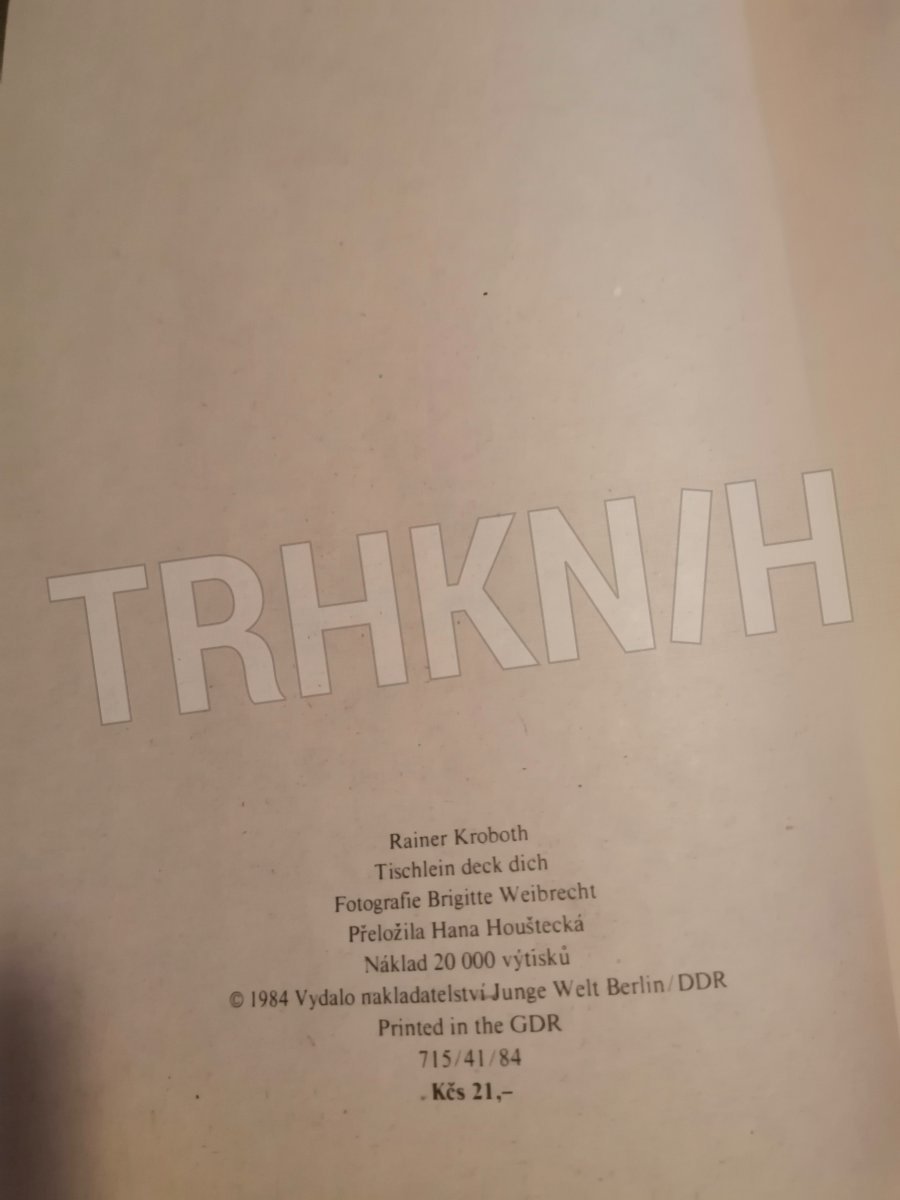 TRHKNIH
Rainer Kroboth
Tischlein deck dich
Fotografie Brigitte Weibrecht
Přeložila Hana Houštecká
Náklad 20 000 výtisků
© 1984 Vydalo nakladatelství Junge Welt Berlin/DDR
Printed in the GDR
715/41/84
Kčs 21,–